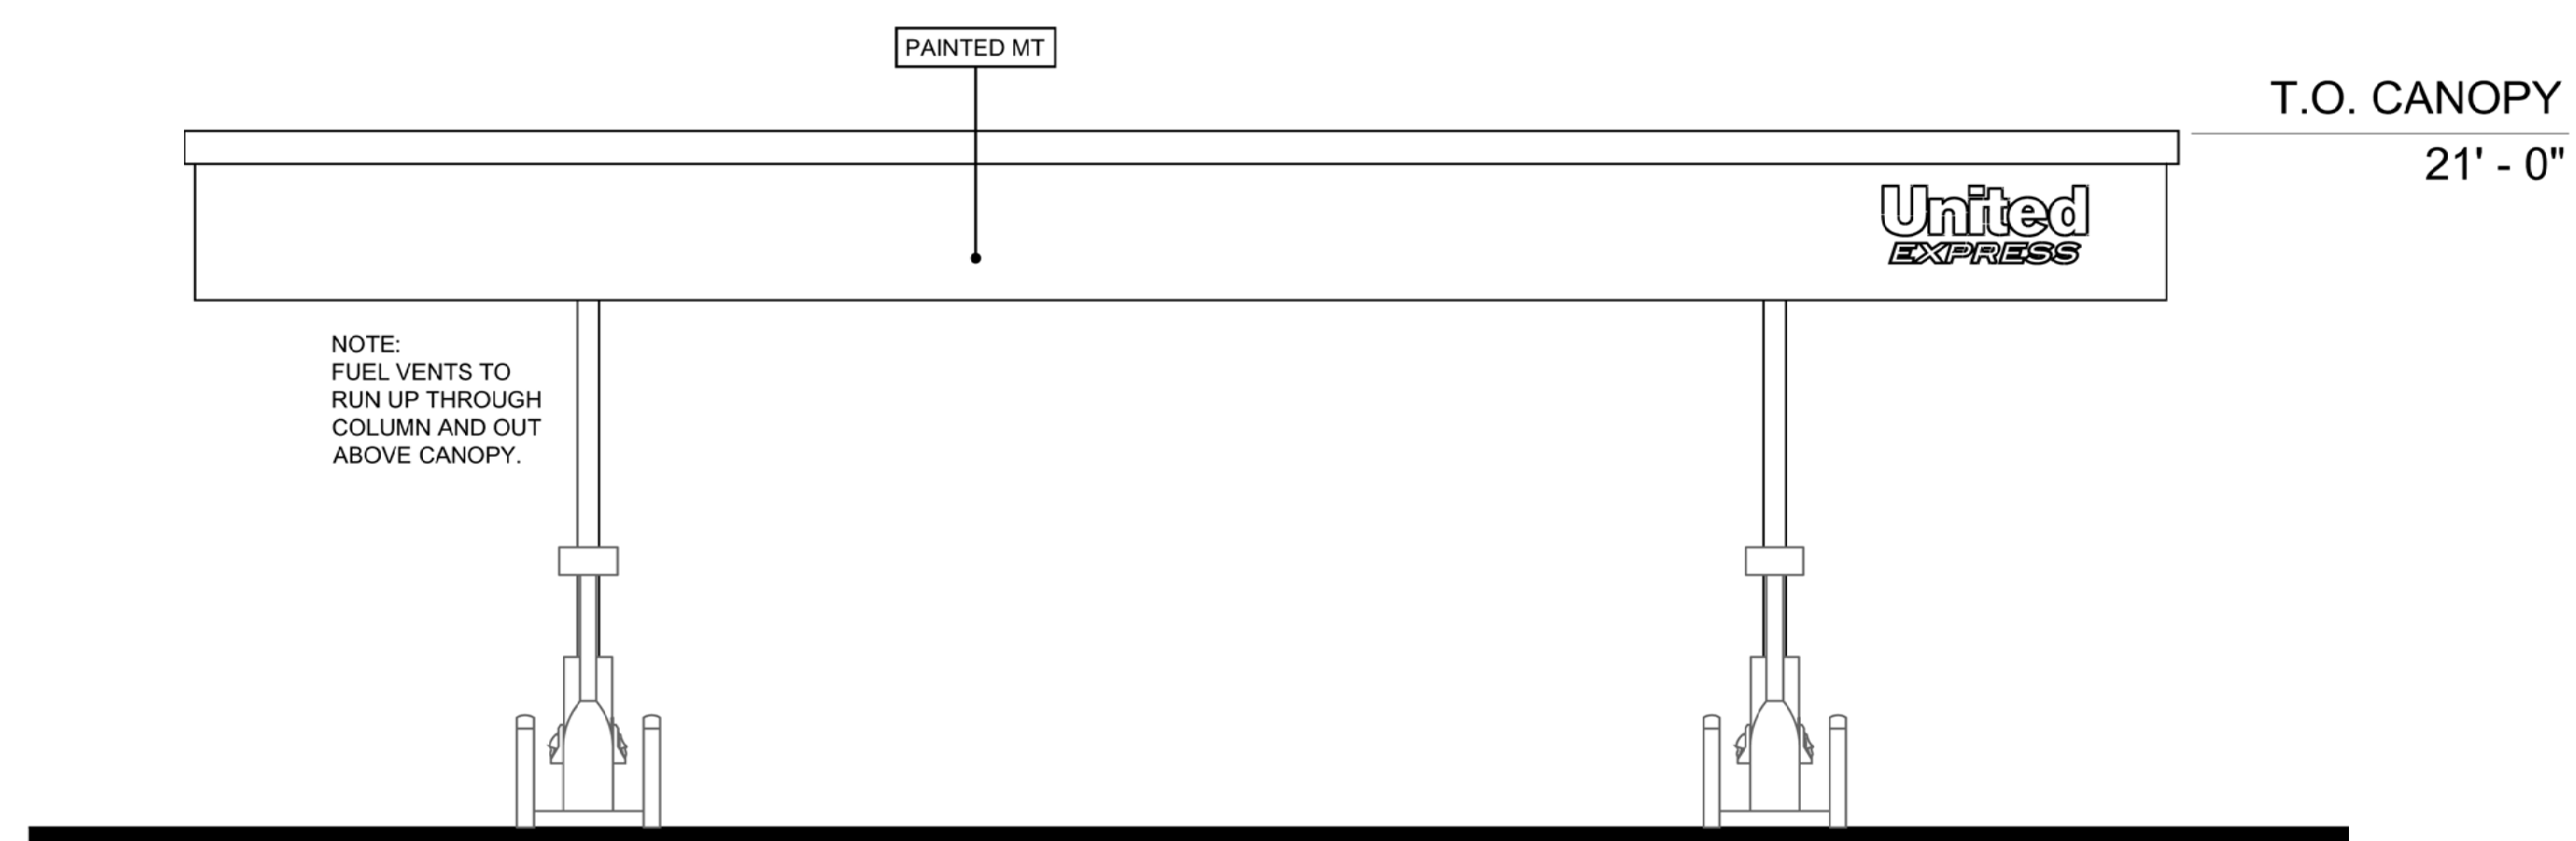 PAINTED MT
T.O. CANOPY
21' - 0"
United
EXPRESS
NOTE:
FUEL VENTS TO
RUN UP THROUGH
COLUMN AND OUT
ABOVE CANOPY.